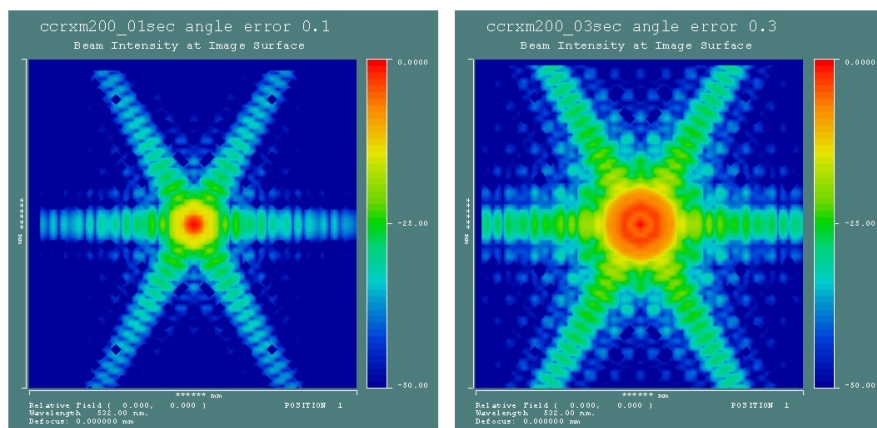 ccrxm200_01sec angle error 0.1
Beam Intensity at Image Surface
0.0000
-25.00
-50.00
****** mm
****** mm
Relative Field ( 0.000, 0.000 ) POSITION 1
Wavelength 532.00 nm.
Defocus: 0.000000 mm
ccrxm200_03sec angle error 0.3
Beam Intensity at Image Surface
0.0000
-25.00
-50.00
****** mm
****** mm
Relative Field ( 0.000, 0.000 ) POSITION 1
Wavelength 532.00 nm.
Defocus: 0.000000 mm